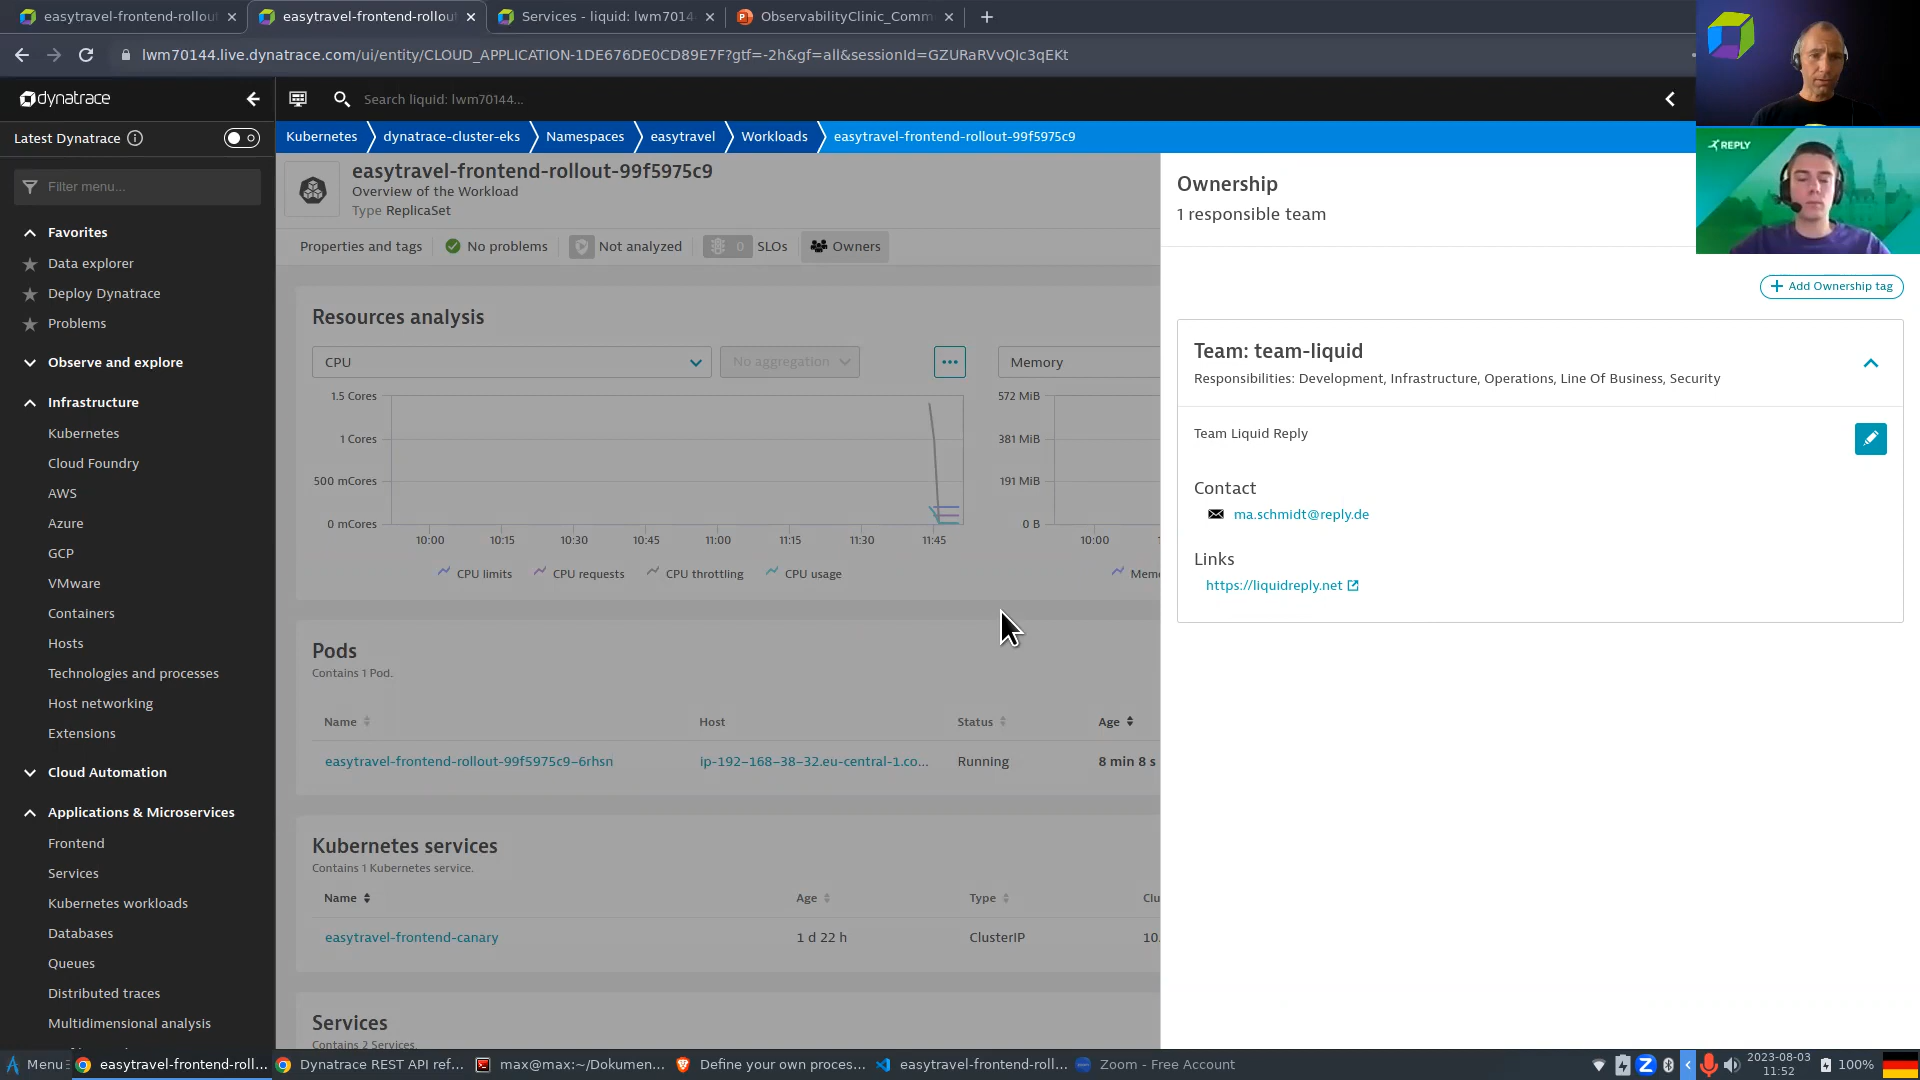 easytravel-frontend-rollou
easytravel-frontend-rollou
Services - liquid: lwm7014
ObservabilityClinic_Comm
lwm70144.live.dynatrace.com/ui/entity/CLOUD_APPLICATION-1DE676DE0CD89E7F?gtf=-2h&gf=all&sessionId=GZURaRVvQIc3qEKt
dynatrace
Search liquid: lwm70144...
Latest Dynatrace
Kubernetes
dynatrace-cluster-eks
Namespaces
easytravel
Workloads
easytravel-frontend-rollout-99f5975c9
REPLY
Filter menu...
Favorites
Data explorer
Deploy Dynatrace
Problems
Observe and explore
Infrastructure
Kubernetes
Cloud Foundry
AWS
Azure
GCP
VMware
Containers
Hosts
Technologies and processes
Host networking
Extensions
Cloud Automation
Applications & Microservices
Frontend
Services
Kubernetes workloads
Databases
Queues
Distributed traces
Multidimensional analysis
easytravel-frontend-rollout-99f5975c9
Overview of the Workload
Type ReplicaSet
Properties and tags
No problems
Not analyzed
0 SLOs
Owners
Resources analysis
CPU
No aggregation
...
Memory
1.5 Cores
1 Cores
500 mCores
0 mCores
10:00 10:15 10:30 10:45 11:00 11:15 11:30 11:45
CPU limits CPU requests CPU throttling CPU usage
572 MiB
381 MiB
191 MiB
0 B
10:00
Mem
Pods
Contains 1 Pod.
Name Host Status Age
easytravel-frontend-rollout-99f5975c9-6rhsn ip-192-168-38-32.eu-central-1.co... Running 8 min 8 s
Kubernetes services
Contains 1 Kubernetes service.
Name Age Type Clu
easytravel-frontend-canary 1 d 22 h ClusterIP 10.
Services
Contains 2 Services.
Ownership
1 responsible team
Add Ownership tag
Team: team-liquid
Responsibilities: Development, Infrastructure, Operations, Line Of Business, Security
Team Liquid Reply
Contact
ma.schmidt@reply.de
Links
https://liquidreply.net
Menu
easytravel-frontend-roll...
Dynatrace REST API ref...
max@max:~/Dokumen...
Define your own proces...
easytravel-frontend-roll...
Zoom - Free Account
2023-08-03
11:52
100%